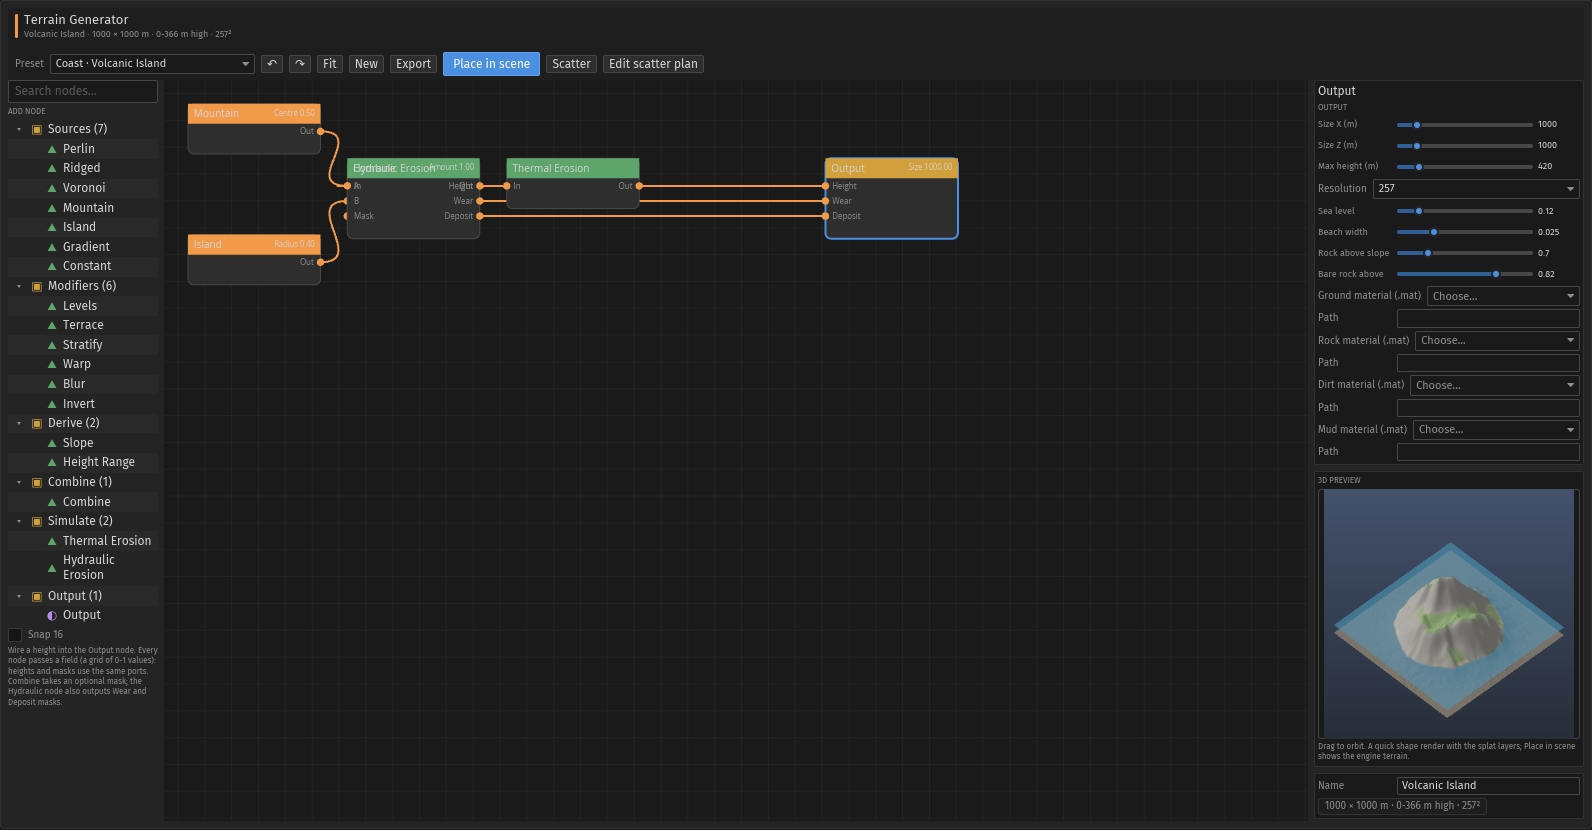 Terrain Generator
Volcanic Island · 1000 × 1000 m · 0-366 m high · 257²
Preset
Coast · Volcanic Island
↶
↷
Fit
New
Export
Place in scene
Scatter
Edit scatter plan
Search nodes...
ADD NODE
Sources (7)
Perlin
Ridged
Voronoi
Mountain
Island
Gradient
Constant
Modifiers (6)
Levels
Terrace
Stratify
Warp
Blur
Invert
Derive (2)
Slope
Height Range
Combine (1)
Combine
Simulate (2)
Thermal Erosion
Hydraulic
Erosion
Output (1)
Output
Snap 16
Wire a height into the Output node. Every
node passes a field (a grid of 0-1 values):
heights and masks use the same ports.
Combine takes an optional mask; the
Hydraulic node also outputs Wear and
Deposit masks.
Mountain Centre 0.50
Out
Erosion Amount 1.00
Height
B Wear
Mask Deposit
Thermal Erosion
In Out
Island Radius 0.40
Out
Output Size 1000.00
Height
Wear
Deposit
Output
OUTPUT
Size X (m) 1000
Size Z (m) 1000
Max height (m) 420
Resolution 257
Sea level 0.12
Beach width 0.025
Rock above slope 0.7
Bare rock above 0.82
Ground material (.mat) Choose...
Path
Rock material (.mat) Choose...
Path
Dirt material (.mat) Choose...
Path
Mud material (.mat) Choose...
Path
3D PREVIEW
Drag to orbit. A quick shape render with the splat layers; Place in scene
shows the engine terrain.
Name Volcanic Island
1000 × 1000 m · 0-366 m high · 257²